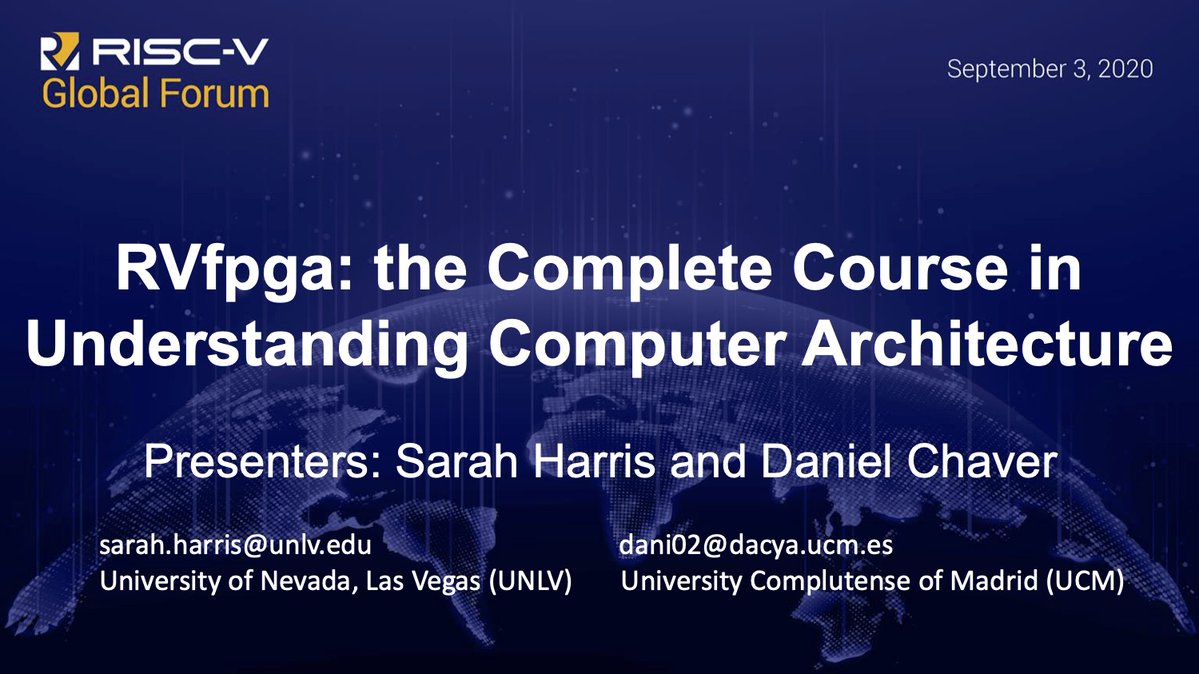 RISC-V
Global Forum
September 3, 2020
RVfpga: the Complete Course in
Understanding Computer Architecture
Presenters: Sarah Harris and Daniel Chaver
sarah.harris@unlv.edu
University of Nevada, Las Vegas (UNLV)
dani02@dacya.ucm.es
University Complutense of Madrid (UCM)